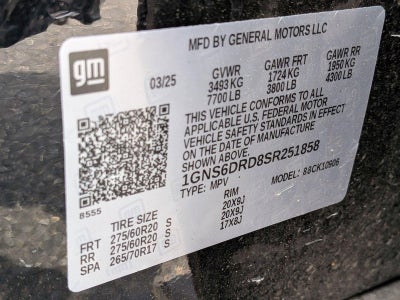 gm
MFD BY GENERAL MOTORS LLC
03/25
GVWR GAWR FRT GAWR RR
3493 KG 1724 KG 1950 KG
7700 LB 3800 LB 4300 LB
THIS VEHICLE CONFORMS TO ALL
APPLICABLE U.S. FEDERAL MOTOR
VEHICLE SAFETY STANDARDS IN EFFECT
ON THE DATE OF MANUFACTURE
SHOWN ABOVE.
1GNS6DRD8SR251858
TYPE: MPV MODEL:
8555
TIRE SIZE RIM
FRT 275/60R20 S 20X9J
RR 275/60R20 S 20X9J
SPA 265/70R17 S 17X8J